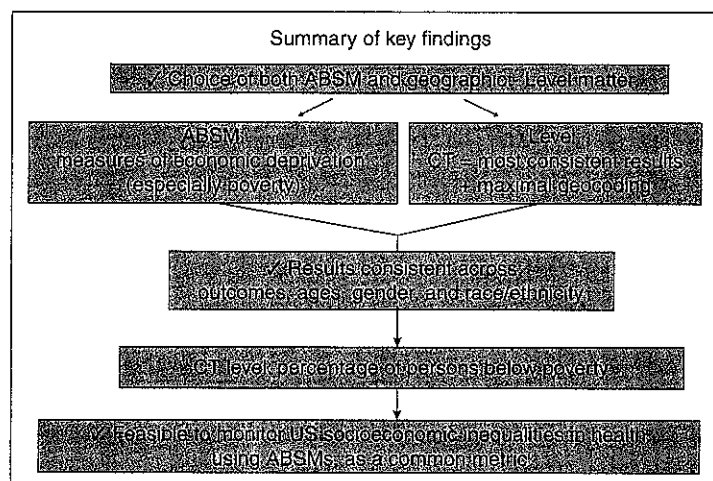 Summary of key findings
✓ Choice of both ABSM and geographic Level matter
ABSM
measures of economic deprivation
(especially poverty)
Level
CT = most consistent results
+ maximal geocoding
✓ Results consistent across
outcomes, ages, gender, and race/ethnicity
CT level, percentage of persons below poverty
✓ Feasible to monitor US socioeconomic inequalities in health
using ABSMs, as a common metric